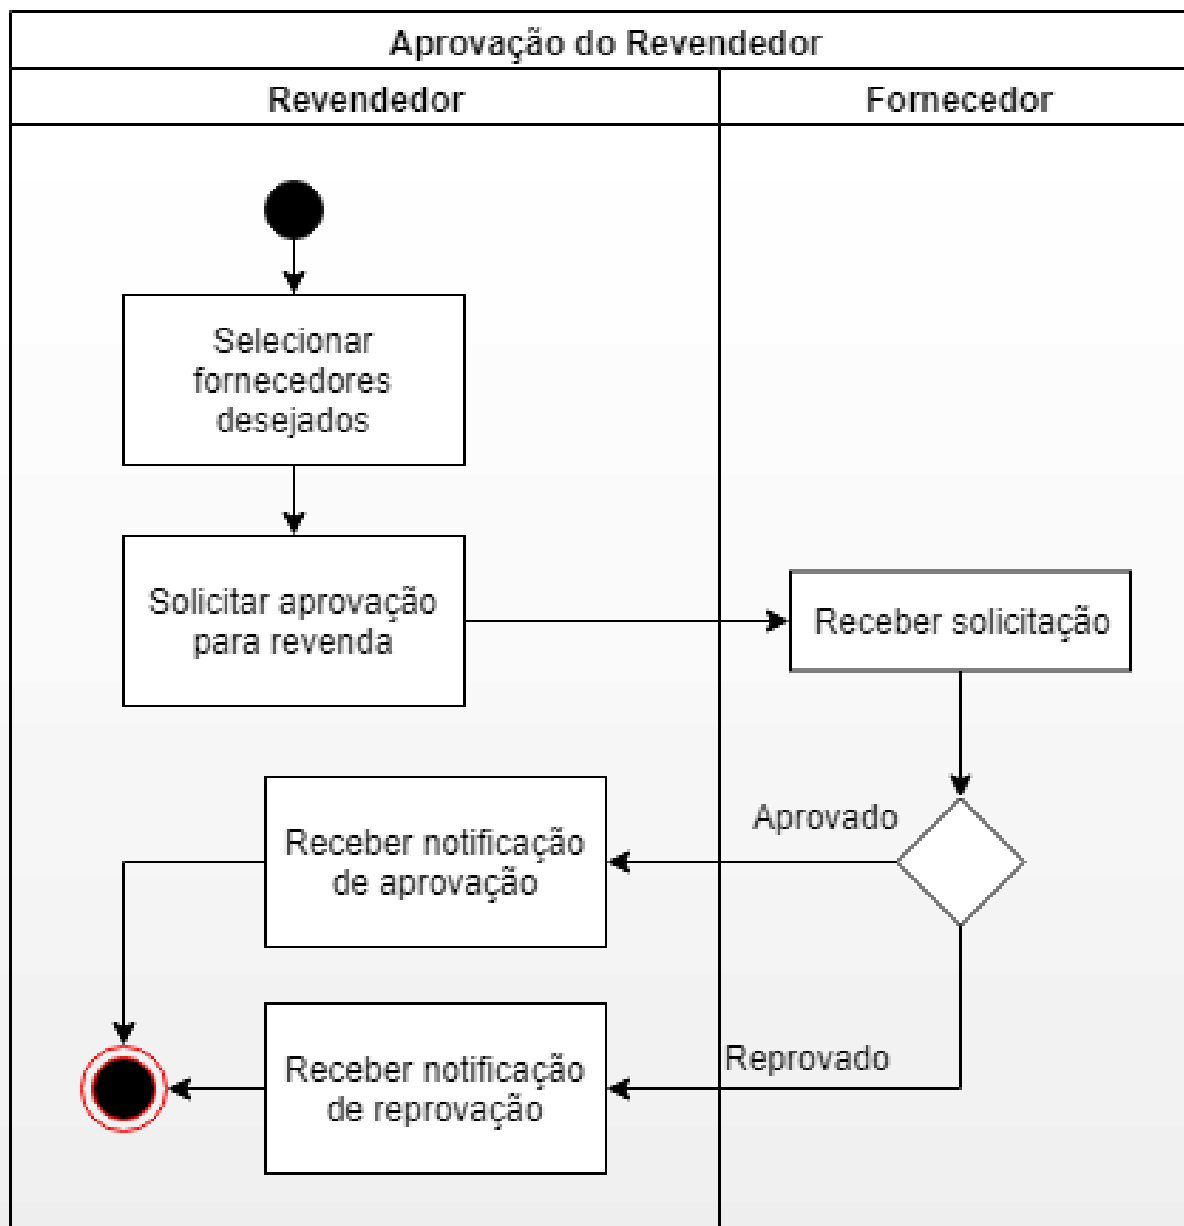 Aprovação do Revendedor
Revendedor
Fornecedor
Selecionar
fornecedores
desejados
Solicitar aprovação
para revenda
Receber solicitação
Aprovado
Receber notificação
de aprovação
Reprovado
Receber notificação
de reprovação